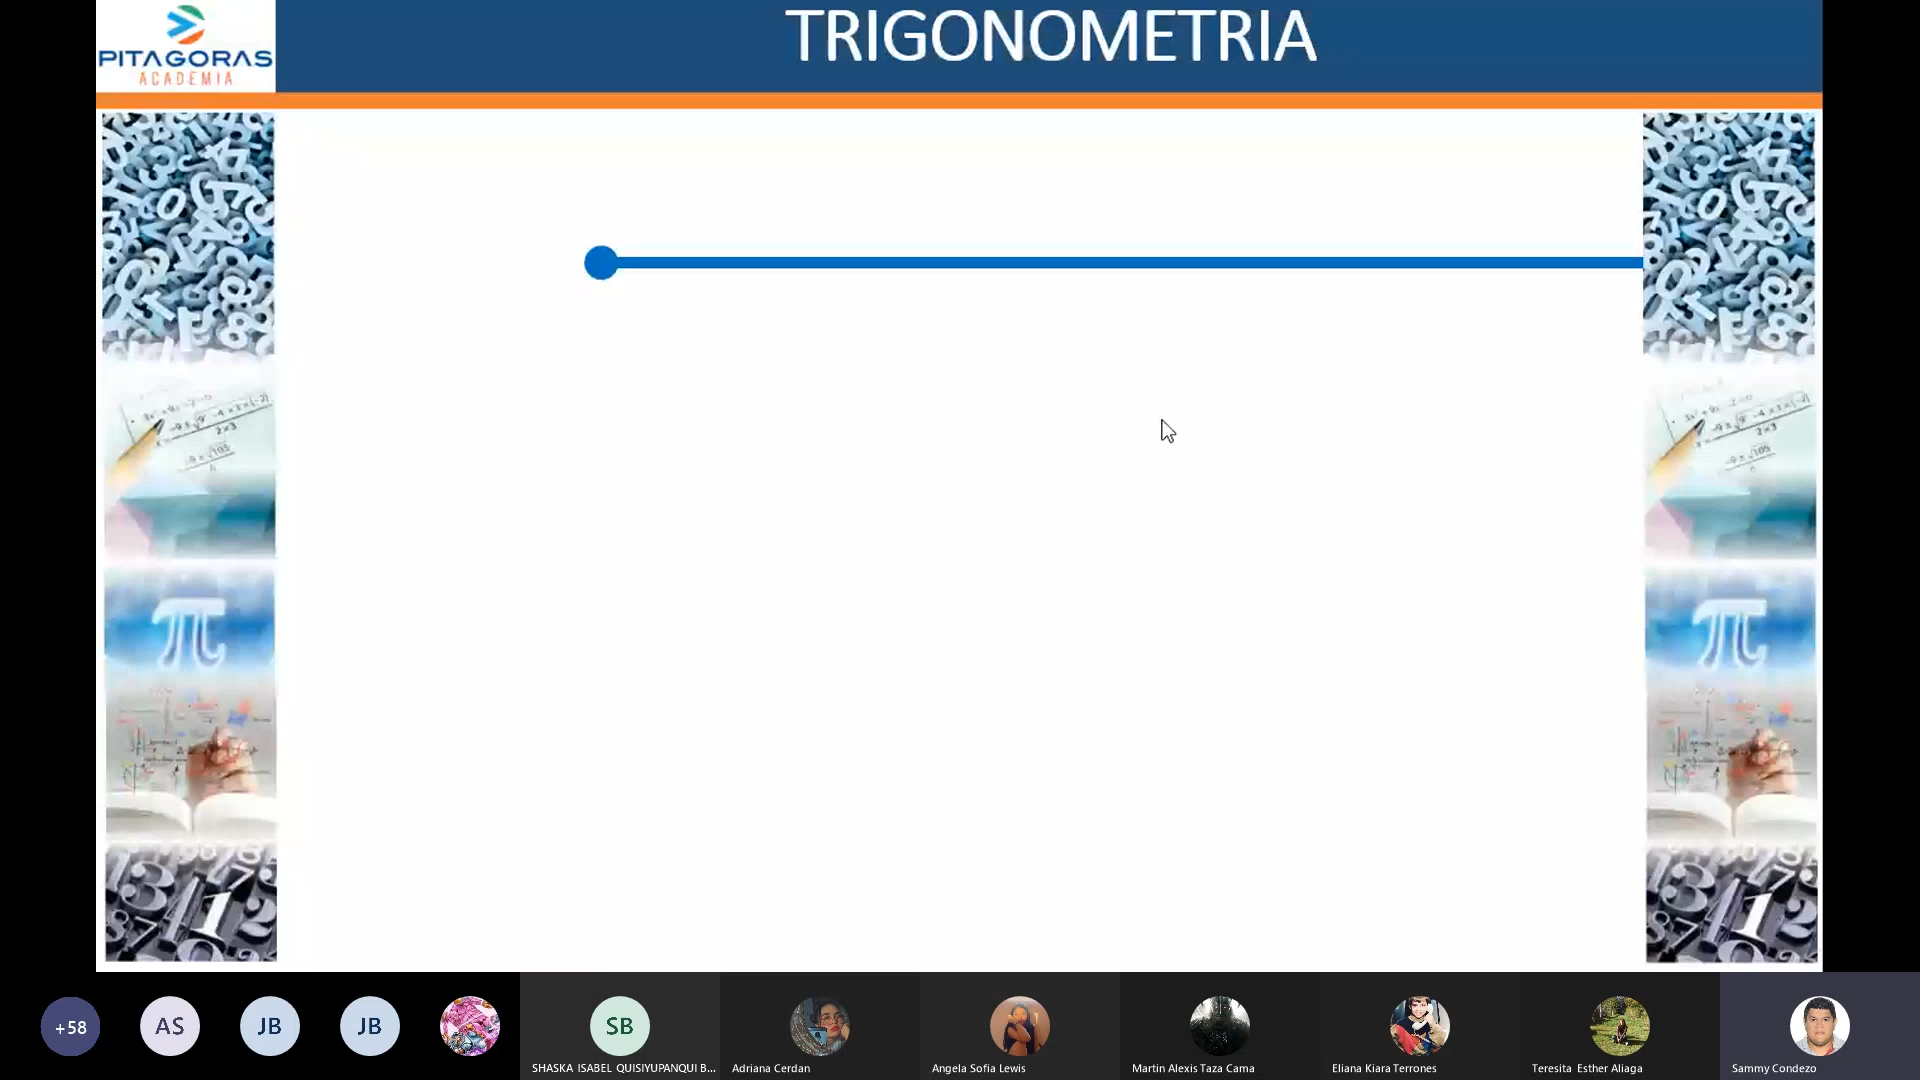 PITAGORAS
ACADEMIA
TRIGONOMETRIA
π
π
+58
AS
JB
JB
SB
SHASKA ISABEL QUISIYUPANQUI B...
Adriana Cerdan
Angela Sofia Lewis
Martin Alexis Taza Cama
Eliana Kiara Terrones
Teresita Esther Aliaga
Sammy Condezo